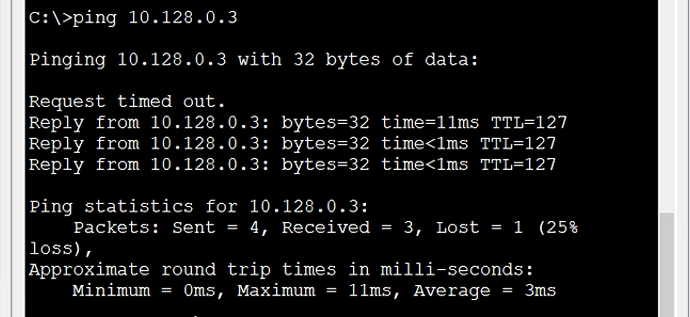 C:\>ping 10.128.0.3
Pinging 10.128.0.3 with 32 bytes of data:
Request timed out.
Reply from 10.128.0.3: bytes=32 time=11ms TTL=127
Reply from 10.128.0.3: bytes=32 time<1ms TTL=127
Reply from 10.128.0.3: bytes=32 time<1ms TTL=127
Ping statistics for 10.128.0.3:
Packets: Sent = 4, Received = 3, Lost = 1 (25%
loss),
Approximate round trip times in milli-seconds:
Minimum = 0ms, Maximum = 11ms, Average = 3ms